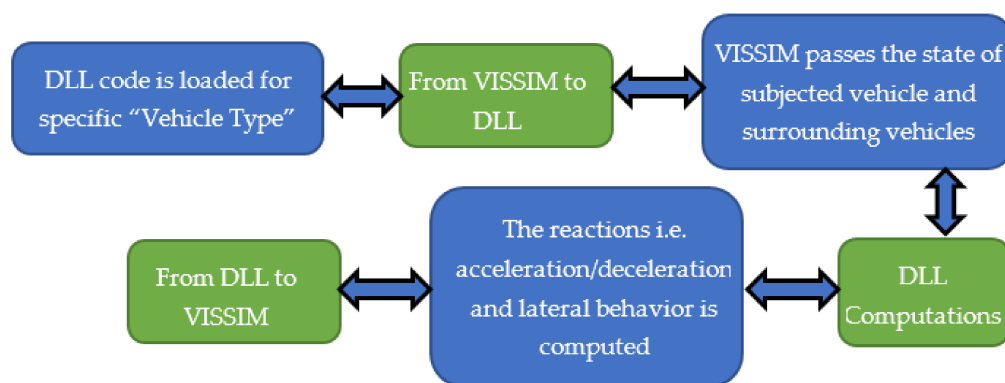 DLL code is loaded for
specific “Vehicle Type”
From VISSIM to
DLL
VISSIM passes the state of
subjected vehicle and
surrounding vehicles
DLL
Computations
The reactions i.e.
acceleration/deceleration
and lateral behavior is
computed
From DLL to
VISSIM